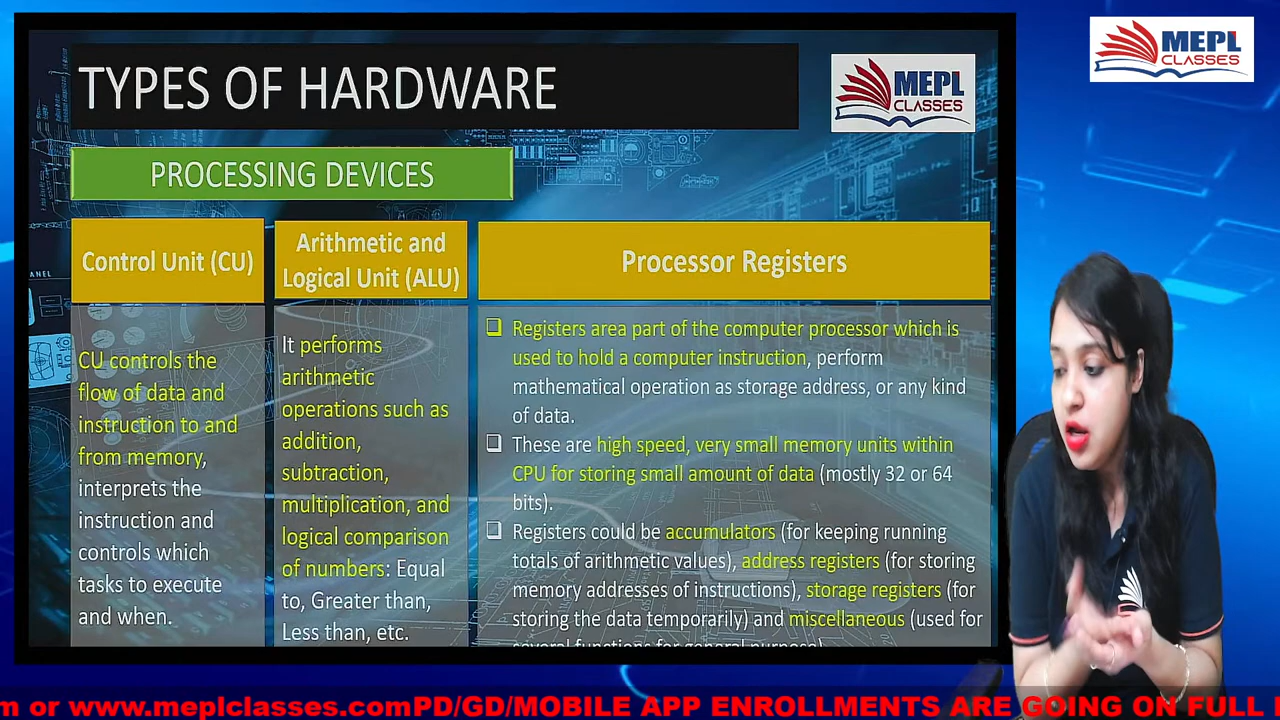 TYPES OF HARDWARE
MEPL
CLASSES
MEPL
CLASSES
PROCESSING DEVICES
Control Unit (CU)
CU controls the
flow of data and
instruction to and
from memory,
interprets the
instruction and
controls which
tasks to execute
and when.
Arithmetic and
Logical Unit (ALU)
It performs
arithmetic
operations such as
addition,
subtraction,
multiplication, and
logical comparison
of numbers: Equal
to, Greater than,
Less than, etc.
Processor Registers
❑ Registers area part of the computer processor which is
used to hold a computer instruction, perform
mathematical operation as storage address, or any kind
of data.
❑ These are high speed, very small memory units within
CPU for storing small amount of data (mostly 32 or 64
bits).
❑ Registers could be accumulators (for keeping running
totals of arithmetic values), address registers (for storing
memory addresses of instructions), storage registers (for
storing the data temporarily) and miscellaneous (used for
several functions for general purpose)
or www.meplclasses.comPD/GD/MOBILE APP ENROLLMENTS ARE GOING ON FULL